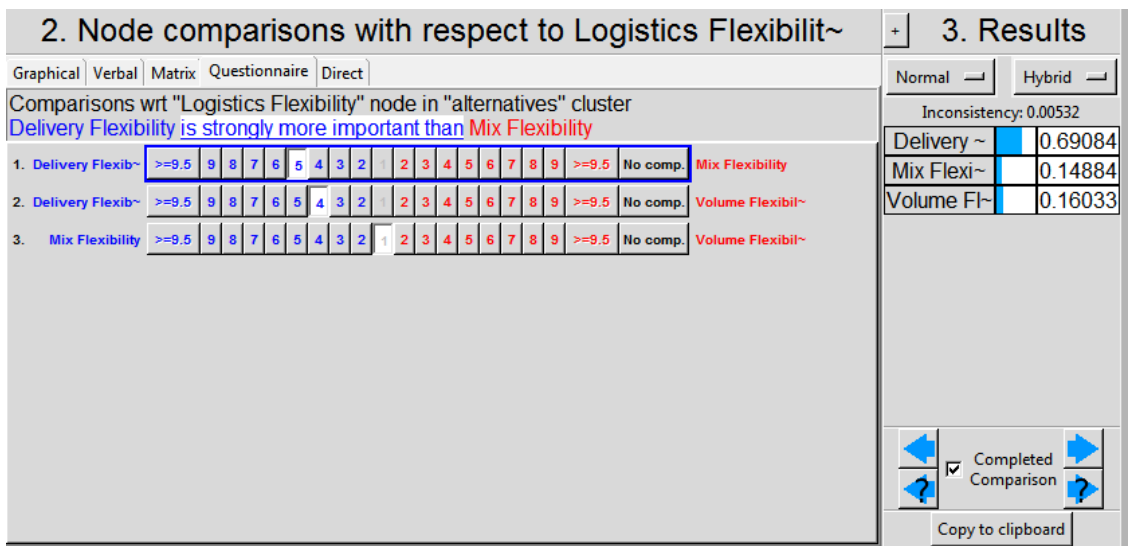 2. Node comparisons with respect to Logistics Flexibilit~
Graphical Verbal Matrix Questionnaire Direct
Comparisons wrt "Logistics Flexibility" node in "alternatives" cluster
Delivery Flexibility is strongly more important than Mix Flexibility
1. Delivery Flexib~ >=9.5 9 8 7 6 5 4 3 2 1 2 3 4 5 6 7 8 9 >=9.5 No comp. Mix Flexibility
2. Delivery Flexib~ >=9.5 9 8 7 6 5 4 3 2 1 2 3 4 5 6 7 8 9 >=9.5 No comp. Volume Flexibil~
3. Mix Flexibility >=9.5 9 8 7 6 5 4 3 2 1 2 3 4 5 6 7 8 9 >=9.5 No comp. Volume Flexibil~
+ 3. Results
Normal Hybrid
Inconsistency: 0.00532
Delivery ~ 0.69084
Mix Flexi~ 0.14884
Volume Fl~ 0.16033
Completed
Comparison
? ?
Copy to clipboard